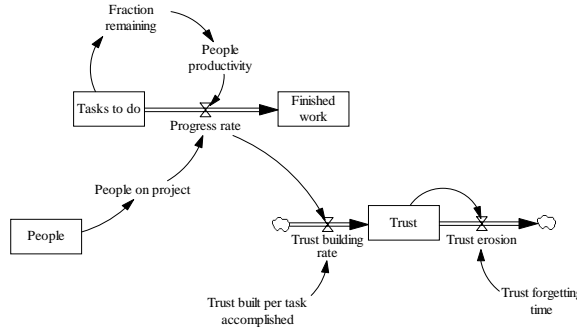 Fraction
remaining
People
productivity
Tasks to do
Finished
work
Progress rate
People on project
People
Trust
Trust building
rate
Trust erosion
Trust built per task
accomplished
Trust forgetting
time